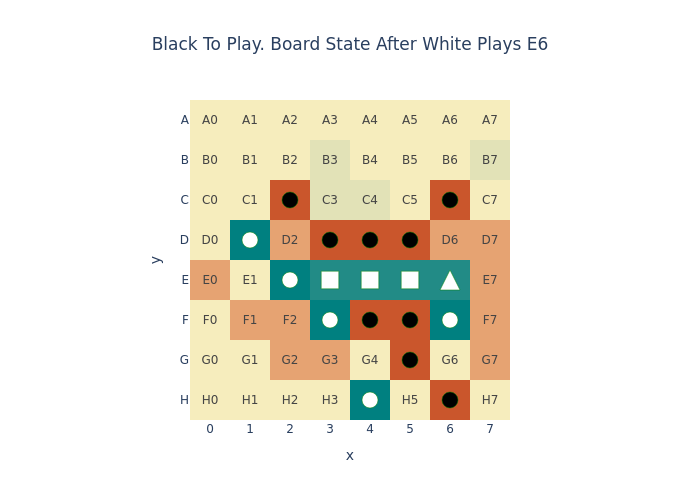 Black To Play. Board State After White Plays E6
A A0 A1 A2 A3 A4 A5 A6 A7
B B0 B1 B2 B3 B4 B5 B6 B7
C C0 C1 C3 C4 C5 C7
D D0 D2 D6 D7
E E0 E1 E7
F F0 F1 F2 F7
G G0 G1 G2 G3 G4 G6 G7
H H0 H1 H2 H3 H5 H7
0 1 2 3 4 5 6 7
x
y